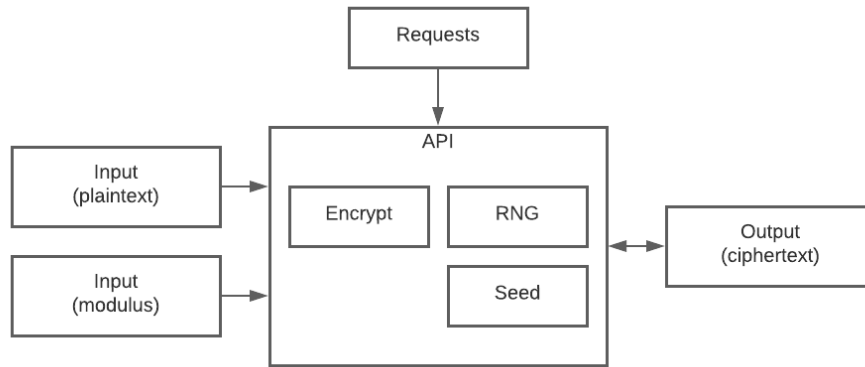 Requests
API
Input
(plaintext)
Encrypt
RNG
Output
(ciphertext)
Input
(modulus)
Seed